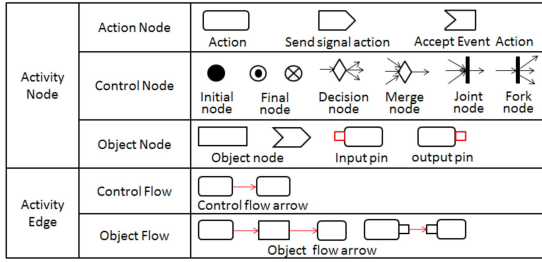 Action Node
Action
Send signal action
Accept Event Action
Activity
Node
Control Node
Initial
node
Final
node
Decision
node
Merge
node
Joint
node
Fork
node
Object Node
Object node
Input pin
output pin
Activity
Edge
Control Flow
Control flow arrow
Object Flow
Object flow arrow